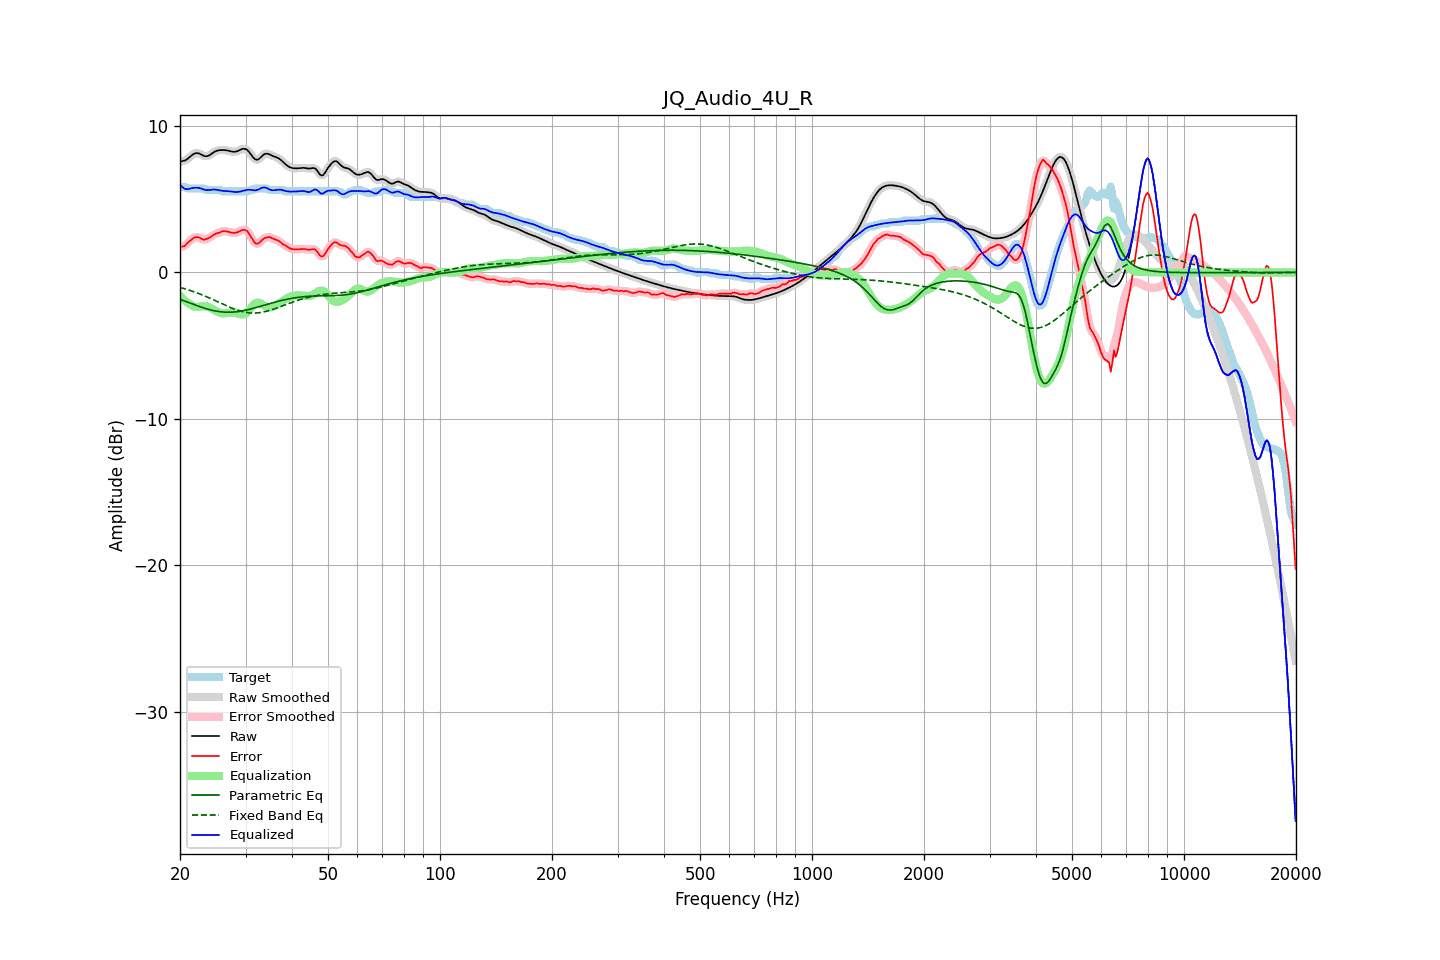 JQ_Audio_4U_R
10
0
−10
−20
−30
Amplitude (dBr)
Target
Raw Smoothed
Error Smoothed
Raw
Error
Equalization
Parametric Eq
Fixed Band Eq
Equalized
20 50 100 200 500 1000 2000 5000 10000 20000
Frequency (Hz)